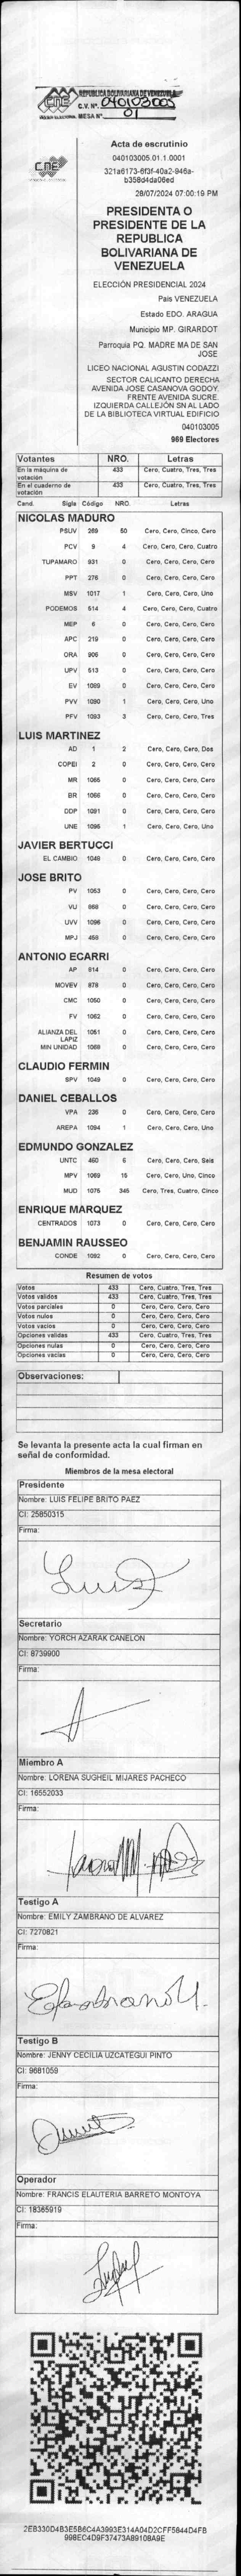 REPUBLICA BOLIVARIANA DE VENEZUELA
CNE
C.V. Nº. 040103005
PODER ELECTORAL MESA Nº 01
CNE
Acta de escrutinio
040103005.01.1.0001
321a6173-6f3f-40a2-946a-
b358d4da06ed
28/07/2024 07:00:19 PM
PRESIDENTA O
PRESIDENTE DE LA
REPUBLICA
BOLIVARIANA DE
VENEZUELA
ELECCIÓN PRESIDENCIAL 2024
Pais VENEZUELA
Estado EDO. ARAGUA
Municipio MP. GIRARDOT
Parroquia PQ. MADRE MA DE SAN
JOSE
LICEO NACIONAL AGUSTIN CODAZZI
SECTOR CALICANTO DERECHA
AVENIDA JOSE CASANOVA GODOY.
FRENTE AVENIDA SUCRE.
IZQUIERDA CALLEJÓN SN AL LADO
DE LA BIBLIOTECA VIRTUAL EDIFICIO
040103005
969 Electores
Votantes NRO. Letras
En la máquina de votación 433 Cero, Cuatro, Tres, Tres
En el cuaderno de votación 433 Cero, Cuatro, Tres, Tres
Cand. Sigla Código NRO. Letras
NICOLAS MADURO
PSUV 269 50 Cero, Cero, Cinco, Cero
PCV 9 4 Cero, Cero, Cero, Cuatro
TUPAMARO 931 0 Cero, Cero, Cero, Cero
PPT 276 0 Cero, Cero, Cero, Cero
MSV 1017 1 Cero, Cero, Cero, Uno
PODEMOS 514 4 Cero, Cero, Cero, Cuatro
MEP 6 0 Cero, Cero, Cero, Cero
APC 219 0 Cero, Cero, Cero, Cero
ORA 906 0 Cero, Cero, Cero, Cero
UPV 513 0 Cero, Cero, Cero, Cero
EV 1089 0 Cero, Cero, Cero, Cero
PVV 1090 1 Cero, Cero, Cero, Uno
PFV 1093 3 Cero, Cero, Cero, Tres
LUIS MARTINEZ
AD 1 2 Cero, Cero, Cero, Dos
COPEI 2 0 Cero, Cero, Cero, Cero
MR 1065 0 Cero, Cero, Cero, Cero
BR 1066 0 Cero, Cero, Cero, Cero
DDP 1091 0 Cero, Cero, Cero, Cero
UNE 1095 1 Cero, Cero, Cero, Uno
JAVIER BERTUCCI
EL CAMBIO 1048 0 Cero, Cero, Cero, Cero
JOSE BRITO
PV 1053 0 Cero, Cero, Cero, Cero
VU 868 0 Cero, Cero, Cero, Cero
UVV 1096 0 Cero, Cero, Cero, Cero
MPJ 458 0 Cero, Cero, Cero, Cero
ANTONIO ECARRI
AP 614 0 Cero, Cero, Cero, Cero
MOVEV 878 0 Cero, Cero, Cero, Cero
CMC 1050 0 Cero, Cero, Cero, Cero
FV 1062 0 Cero, Cero, Cero, Cero
ALIANZA DEL LAPIZ 1051 0 Cero, Cero, Cero, Cero
MIN UNIDAD 1068 0 Cero, Cero, Cero, Cero
CLAUDIO FERMIN
SPV 1049 0 Cero, Cero, Cero, Cero
DANIEL CEBALLOS
VPA 236 0 Cero, Cero, Cero, Cero
AREPA 1094 1 Cero, Cero, Cero, Uno
EDMUNDO GONZALEZ
UNTC 460 6 Cero, Cero, Cero, Seis
MPV 1069 15 Cero, Cero, Uno, Cinco
MUD 1075 345 Cero, Tres, Cuatro, Cinco
ENRIQUE MARQUEZ
CENTRADOS 1073 0 Cero, Cero, Cero, Cero
BENJAMIN RAUSSEO
CONDE 1092 0 Cero, Cero, Cero, Cero
Resumen de votos
Votos 433 Cero, Cuatro, Tres, Tres
Votos válidos 433 Cero, Cuatro, Tres, Tres
Votos parciales 0 Cero, Cero, Cero, Cero
Votos nulos 0 Cero, Cero, Cero, Cero
Votos vacios 0 Cero, Cero, Cero, Cero
Opciones validas 433 Cero, Cuatro, Tres, Tres
Opciones nulas 0 Cero, Cero, Cero, Cero
Opciones vacías 0 Cero, Cero, Cero, Cero
Observaciones:
Se levanta la presente acta la cual firman en
señal de conformidad.
Miembros de la mesa electoral
Presidente
Nombre: LUIS FELIPE BRITO PAEZ
CI: 25850315
Firma:
Luis
Secretario
Nombre: YORCH AZARAK CANELON
CI: 8739900
Firma:
Miembro A
Nombre: LORENA SUGHEIL MIJARES PACHECO
CI: 16552033
Firma:
Testigo A
Nombre: EMILY ZAMBRANO DE ALVAREZ
CI: 7270821
Firma:
Testigo B
Nombre: JENNY CECILIA UZCATEGUI PINTO
CI: 9681059
Firma:
Operador
Nombre: FRANCIS ELAUTERIA BARRETO MONTOYA
CI: 18365919
Firma:
2EB330D4B3E5B6C4A3993E314A04D2CFF5844D4FB
998EC4D9F37473A89108A9E